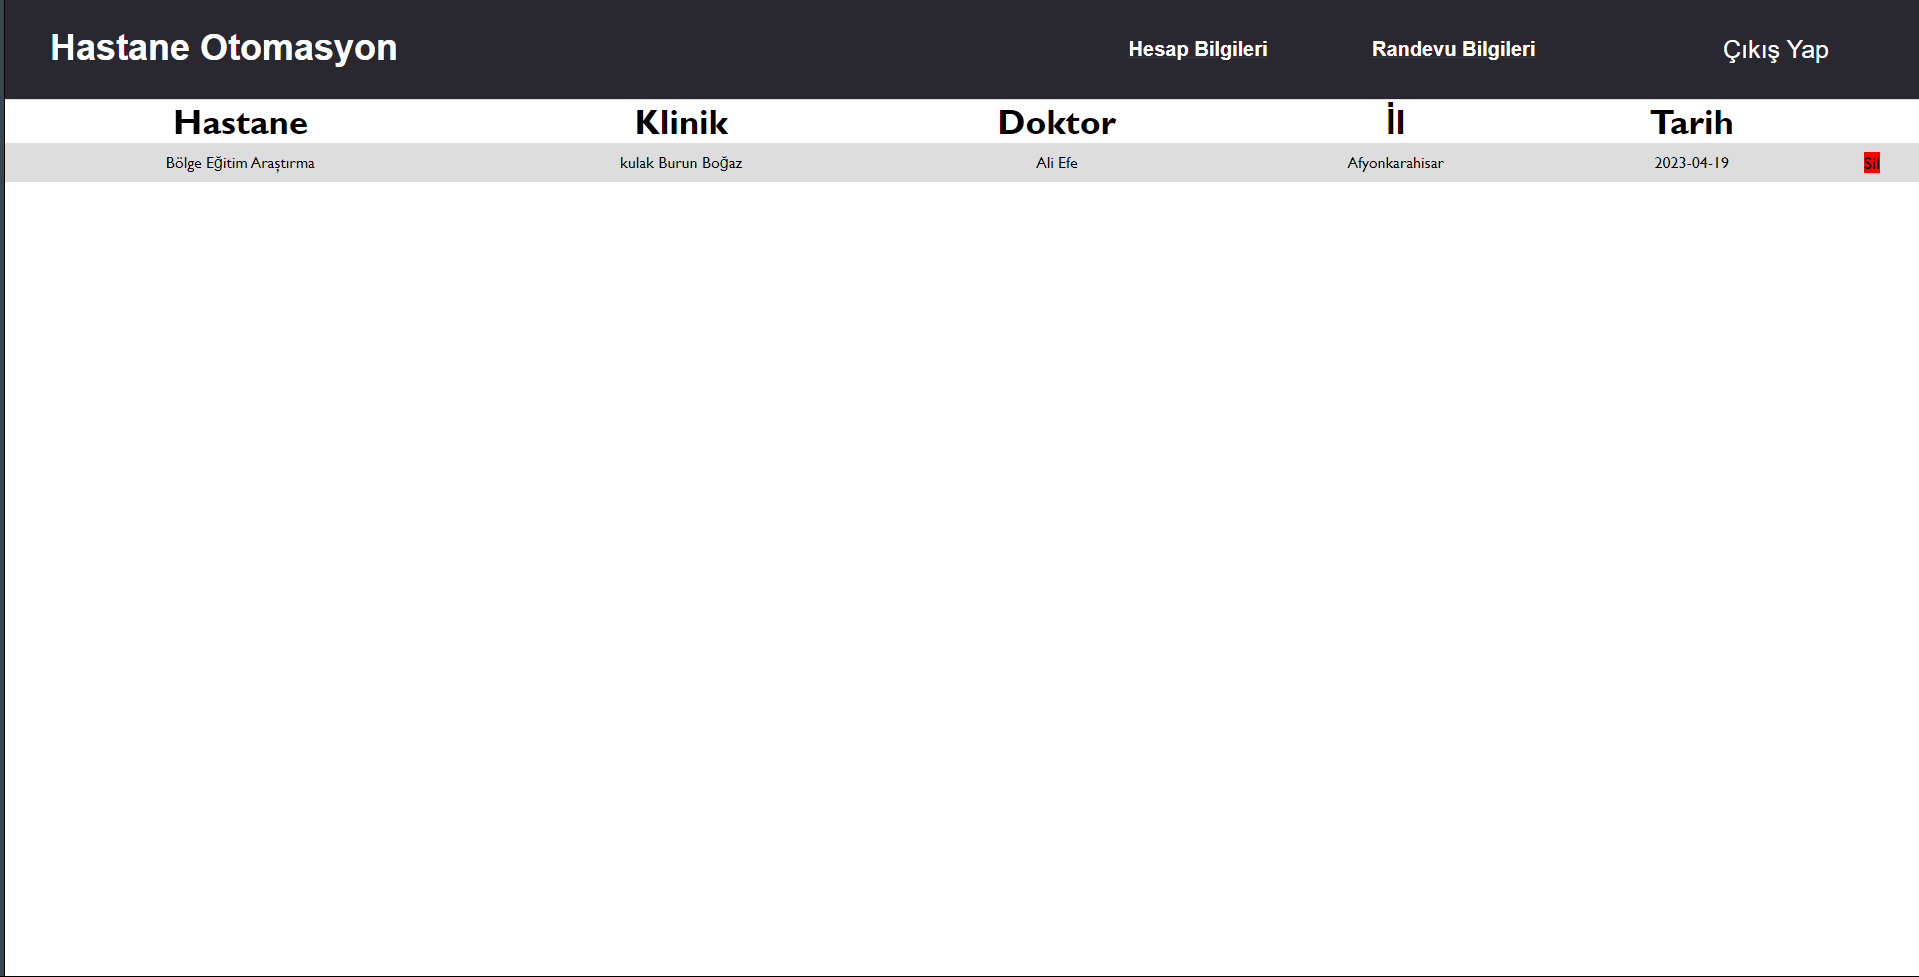 Hastane Otomasyon Hesap Bilgileri Randevu Bilgileri Çıkış Yap
Hastane Klinik Doktor İl Tarih
Bölge Eğitim Araştırma kulak Burun Boğaz Ali Efe Afyonkarahisar 2023-04-19 Sil